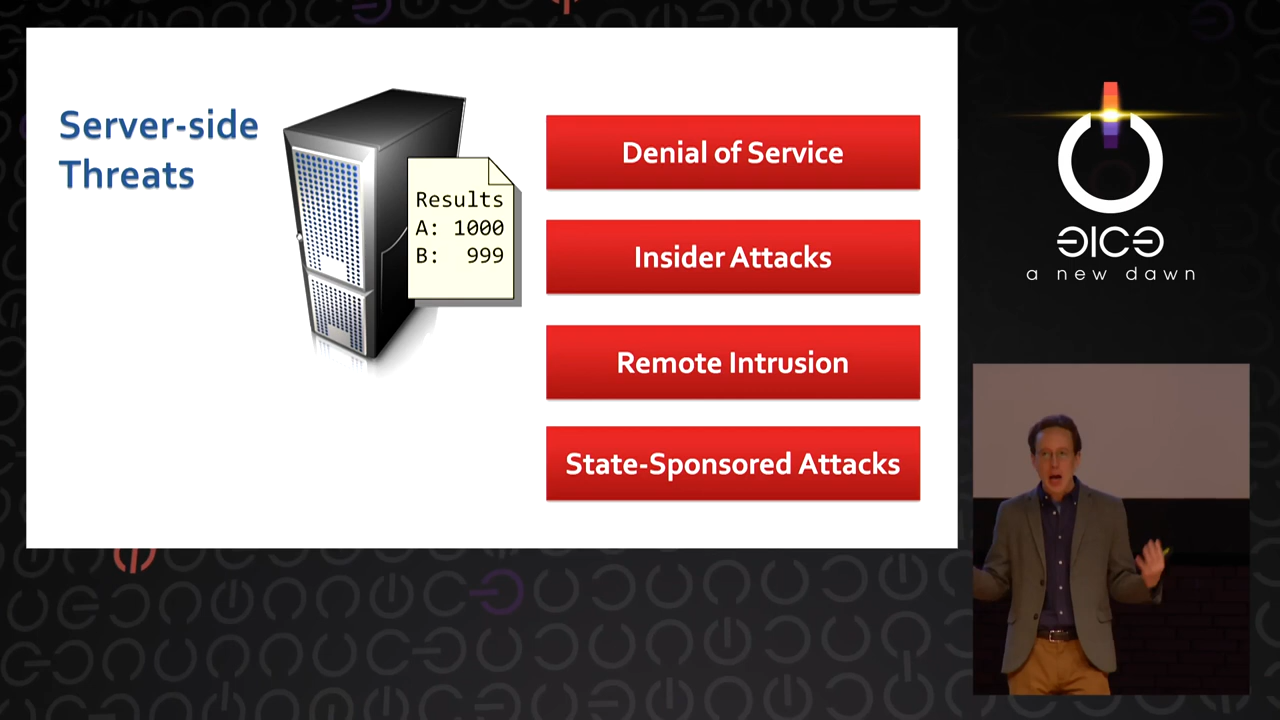 Server-side
Threats
Results
A: 1000
B: 999
Denial of Service
Insider Attacks
Remote Intrusion
State-Sponsored Attacks
a new dawn